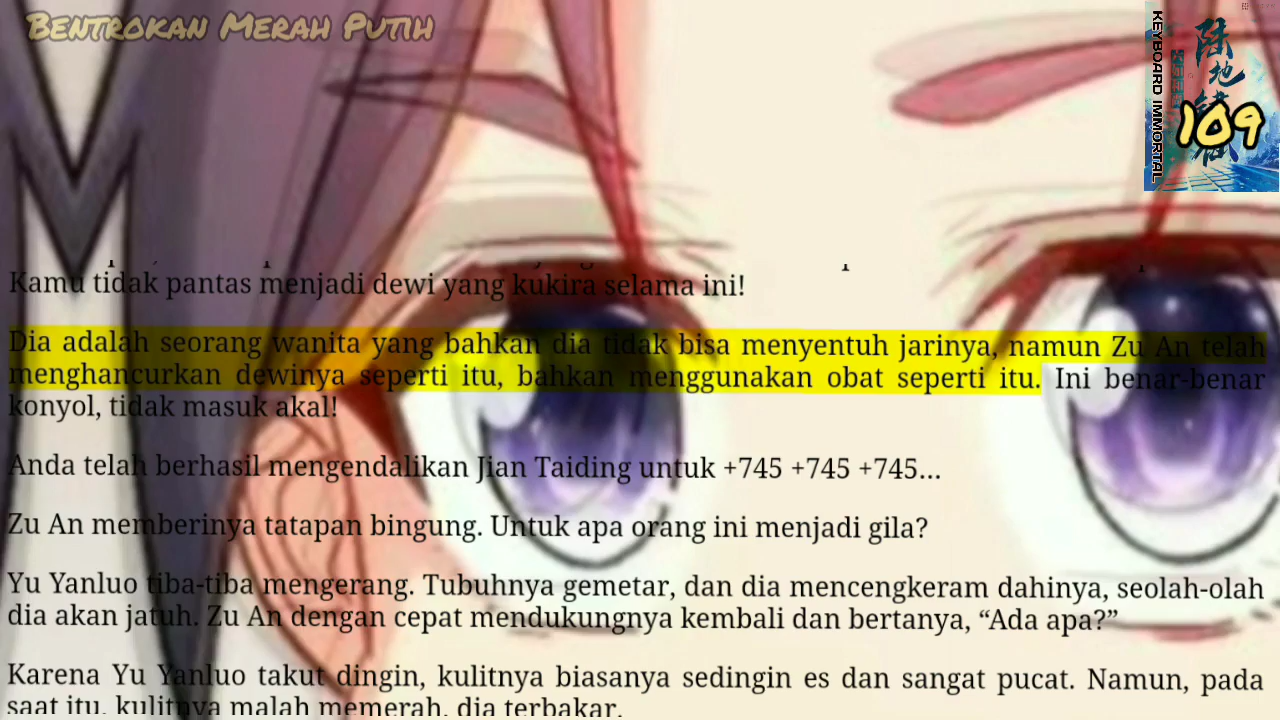 Bentrokan Merah Putih
KEYBOARD IMMORTAL
陆地键仙
109
Kamu tidak pantas menjadi dewi yang kukira selama ini!
Dia adalah seorang wanita yang bahkan dia tidak bisa menyentuh jarinya, namun Zu An telah
menghancurkan dewinya seperti itu, bahkan menggunakan obat seperti itu. Ini benar-benar
konyol, tidak masuk akal!
Anda telah berhasil mengendalikan Jian Taiding untuk +745 +745 +745...
Zu An memberinya tatapan bingung. Untuk apa orang ini menjadi gila?
Yu Yanluo tiba-tiba mengerang. Tubuhnya gemetar, dan dia mencengkeram dahinya, seolah-olah
dia akan jatuh. Zu An dengan cepat mendukungnya kembali dan bertanya, “Ada apa?”
Karena Yu Yanluo takut dingin, kulitnya biasanya sedingin es dan sangat pucat. Namun, pada
saat itu, kulitnya malah memerah, dia terbakar.